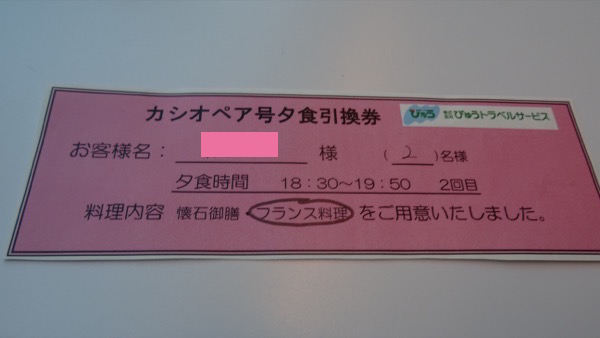 カシオペア号夕食引換券 びゅう 株式会社びゅうトラベルサービス
お客様名: 様 (2)名様
夕食時間 18:30～19:50 2回目
料理内容 懐石御膳・フランス料理をご用意いたしました。